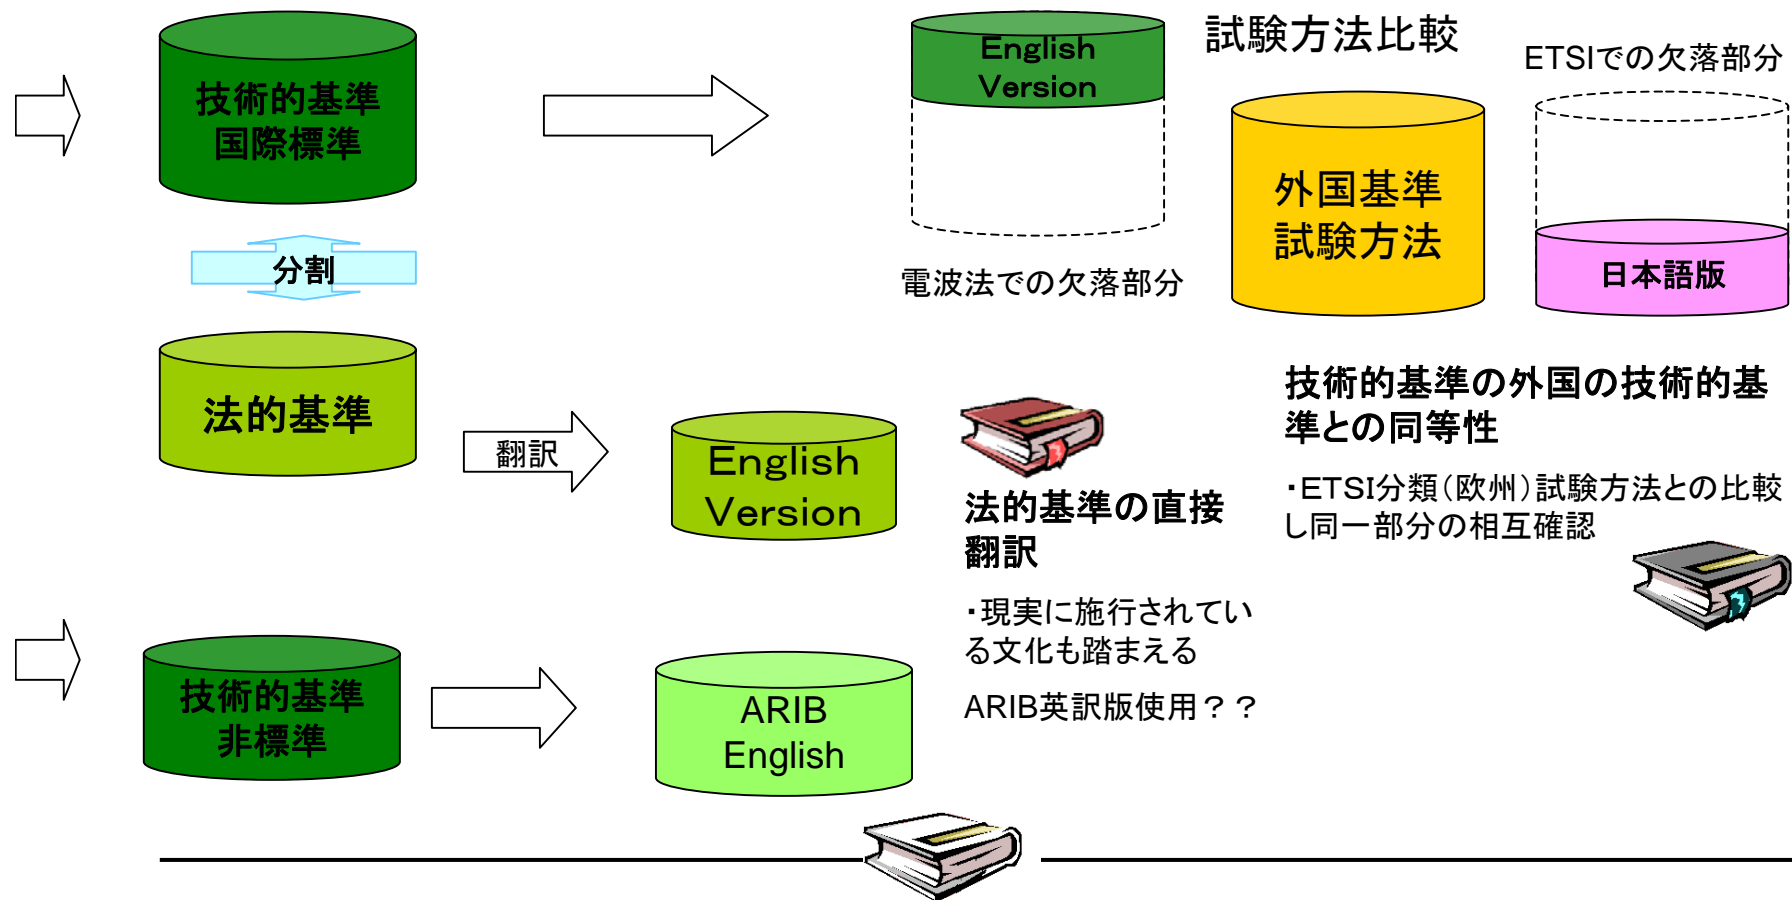 技術的基準
国際標準
分割
法的基準
翻訳
English
Version
技術的基準
非標準
ARIB
English
English
Version
電波法での欠落部分
試験方法比較
外国基準
試験方法
ETSIでの欠落部分
日本語版
法的基準の直接
翻訳
・現実に施行されてい
る文化も踏まえる
ARIB英訳版使用？？
技術的基準の外国の技術的基
準との同等性
・ETSI分類（欧州）試験方法との比較
し同一部分の相互確認